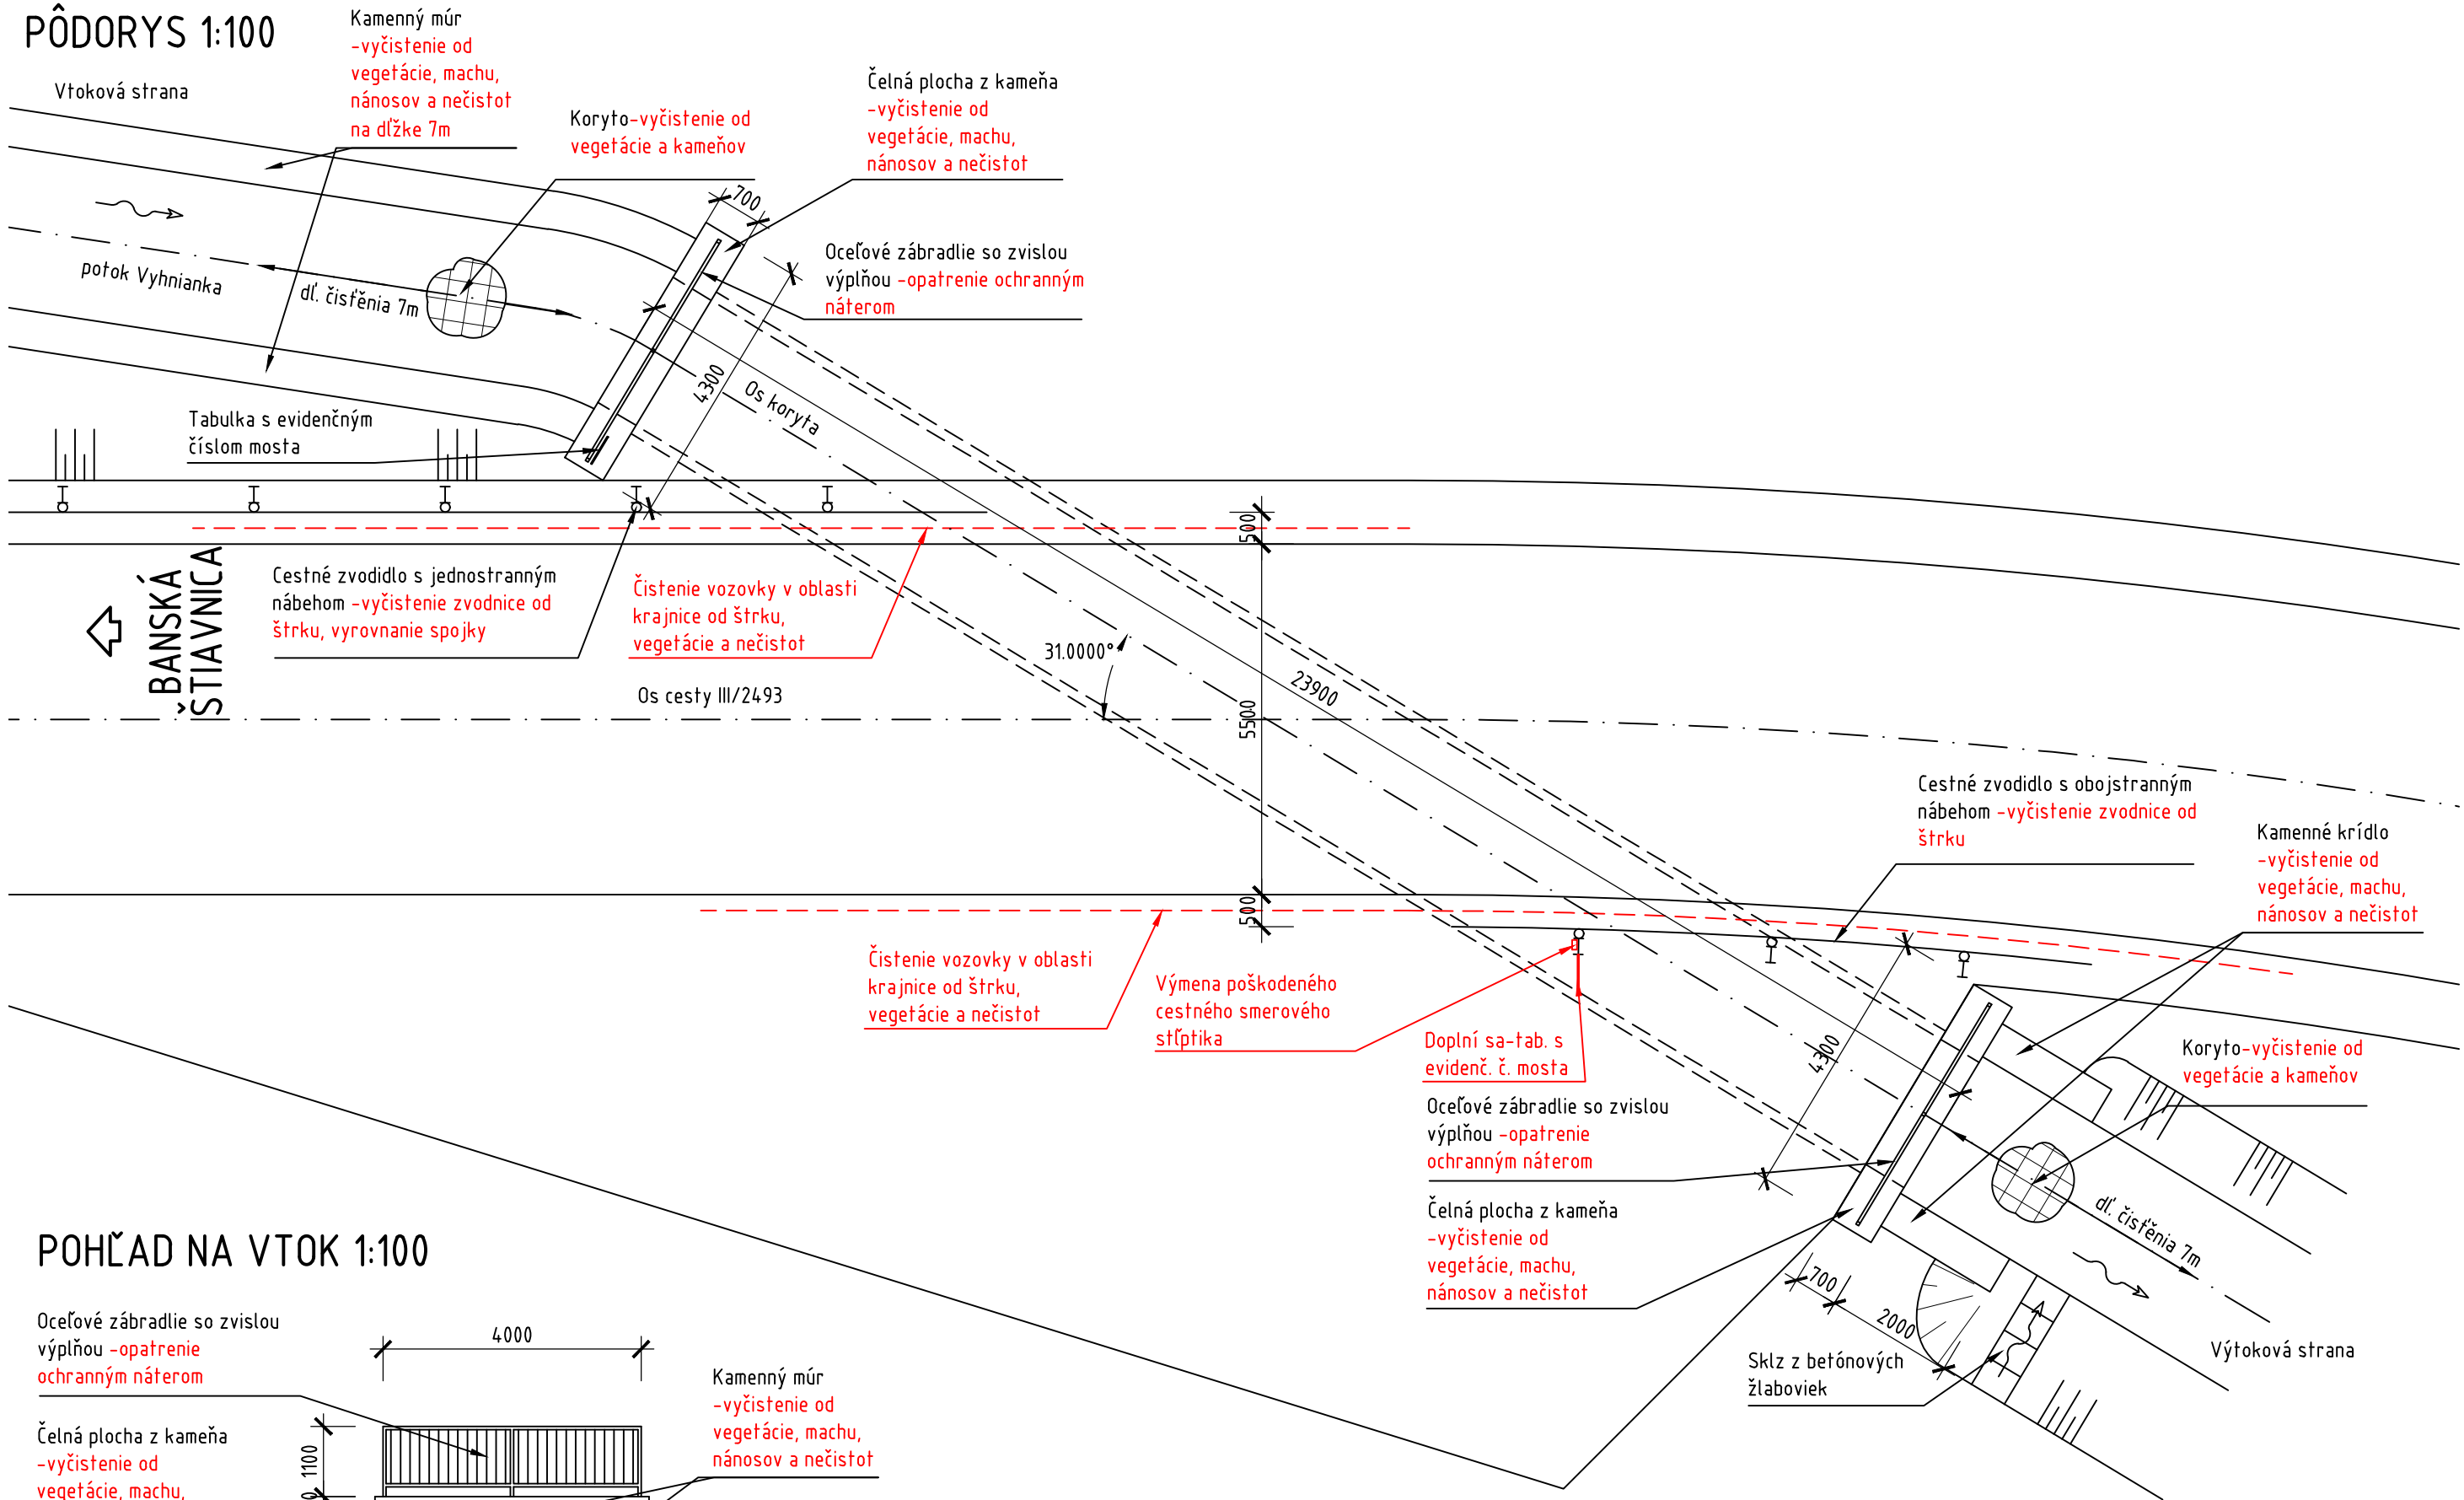 PÔDORYS 1:100
Vtoková strana
Kamenný múr
-vyčistenie od
vegetácie, machu,
nánosov a nečistot
na dľžke 7m
Koryto-vyčistenie od
vegetácie a kameňov
Čelná plocha z kameňa
-vyčistenie od
vegetácie, machu,
nánosov a nečistot
700
Oceľové zábradlie so zvislou
výplňou -opatrenie ochranným
náterom
potok Vyhnianka
dľ. čisťěnia 7m
4300
Os koryta
Tabulka s evidenčným
číslom mosta
500
BANSKÁ
ŠTIAVNICA
Cestné zvodidlo s jednostranným
nábehom -vyčistenie zvodnice od
štrku, vyrovnanie spojky
Čistenie vozovky v oblasti
krajnice od štrku,
vegetácie a nečistot
31.0000°
23900
Os cesty III/2493
5500
Cestné zvodidlo s obojstranným
nábehom -vyčistenie zvodnice od
štrku
Kamenné krídlo
-vyčistenie od
vegetácie, machu,
nánosov a nečistot
500
Čistenie vozovky v oblasti
krajnice od štrku,
vegetácie a nečistot
Výmena poškodeného
cestného smerového
stľptika
Doplní sa-tab. s
evidenč. č. mosta
4300
Koryto-vyčistenie od
vegetácie a kameňov
Oceľové zábradlie so zvislou
výplňou -opatrenie
ochranným náterom
Čelná plocha z kameňa
-vyčistenie od
vegetácie, machu,
nánosov a nečistot
dľ. čisťěnia 7m
700
2000
Sklz z betónových
žlaboviek
Výtoková strana
POHĽAD NA VTOK 1:100
Oceľové zábradlie so zvislou
výplňou -opatrenie
ochranným náterom
4000
Kamenný múr
-vyčistenie od
vegetácie, machu,
nánosov a nečistot
Čelná plocha z kameňa
-vyčistenie od
vegetácie, machu,
1100